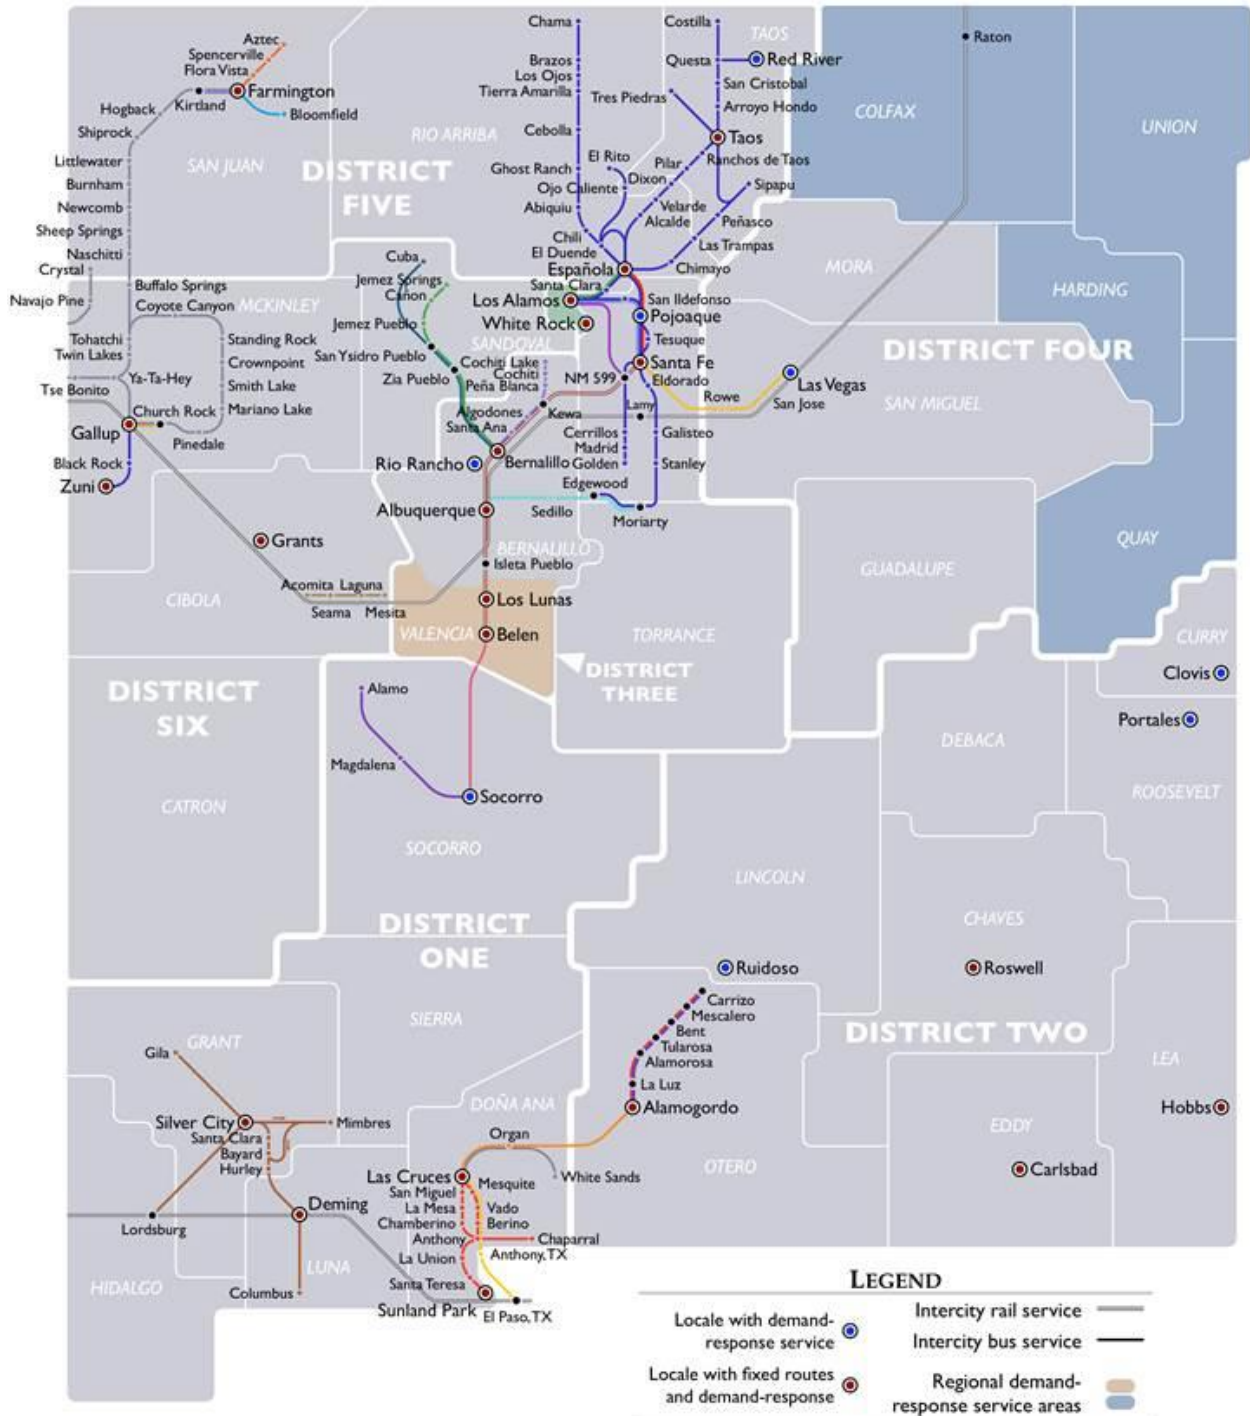 Chama
Costilla
TAOS
Aztec
Spencerville
Flora Vista
Brazos
Los Ojos
Tierra Amarilla
Questa
Red River
Raton
San Cristobal
Tres Piedras
Arroyo Hondo
Kirtland
Farmington
Hogback
Bloomfield
Shiprock
COLFAX
UNION
Cebolla
RIO ARRIBA
Taos
El Rito
Pilar
Ranchos de Taos
Littlewater
SAN JUAN
DISTRICT
FIVE
Ghost Ranch
Dixon
Sipapu
Burnham
Ojo Caliente
Newcomb
Abiquiu
Velarde
Alcalde
Peñasco
Sheep Springs
Chili
El Duende
Las Trampas
Naschitti
Crystal
Cuba
Española
Chimayo
MORA
HARDING
Buffalo Springs
Jemez Springs
Santa Clara
Navajo Pine
Coyote Canyon
MCKINLEY
Canon
Los Alamos
San Ildefonso
Pojoaque
Jemez Pueblo
White Rock
Tohatchi
Standing Rock
SANDOVAL
Tesuque
Twin Lakes
Crownpoint
San Ysidro Pueblo
Cochiti Lake
Santa Fe
DISTRICT FOUR
Ya-Ta-Hey
Smith Lake
Zia Pueblo
Cochiti
Peña Blanca
NM 599
Eldorado
Las Vegas
Tse Bonito
Rowe
San Jose
SAN MIGUEL
Church Rock
Mariano Lake
Algodones
Kewa
Lamy
Gallup
Pinedale
Santa Ana
Cerrillos
Galisteo
Madrid
Black Rock
Rio Rancho
Bernalillo
Golden
Stanley
Zuni
Edgewood
Albuquerque
Sedillo
Moriarty
Grants
BERNALILLO
QUAY
Isleta Pueblo
GUADALUPE
Acomita
Laguna
CIBOLA
Seama
Mesita
Los Lunas
VALENCIA
Belen
TORRANCE
CURRY
DISTRICT
THREE
Clovis
DISTRICT
SIX
Alamo
Portales
DEBACA
Magdalena
CATRON
Socorro
ROOSEVELT
SOCORRO
LINCOLN
DISTRICT
ONE
CHAVES
Ruidoso
Roswell
Carrizo
Mescalero
SIERRA
Bent
DISTRICT TWO
Gila
GRANT
Tularosa
Alamorosa
LEA
La Luz
DOÑA ANA
Alamogordo
Hobbs
Silver City
Mimbres
Santa Clara
Organ
EDDY
Bayard
Hurley
Las Cruces
Mesquite
White Sands
OTERO
Carlsbad
San Miguel
Deming
La Mesa
Vado
Lordsburg
Chamberino
Berino
Anthony
Chaparral
La Union
Anthony, TX
LUNA
HIDALGO
Columbus
Santa Teresa
Sunland Park
El Paso, TX
LEGEND
Locale with demand-
response service
Intercity rail service
Intercity bus service
Locale with fixed routes
and demand-response
Regional demand-
response service areas